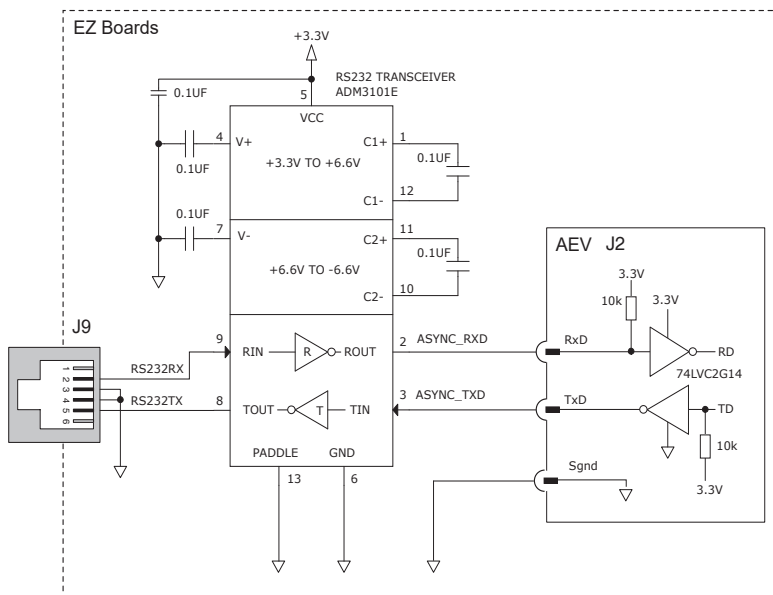 EZ Boards
+3.3V
RS232 TRANSCEIVER
ADM3101E
0.1UF
5
VCC
4
V+
C1+
1
0.1UF
+3.3V TO +6.6V
0.1UF
C1-
12
0.1UF
7
V-
C2+
11
0.1UF
+6.6V TO -6.6V
C2-
10
AEV J2
3.3V
10k
3.3V
J9
1
2
3
4
5
6
RS232RX
9
RIN
R
ROUT
2
ASYNC_RXD
RxD
RD
74LVC2G14
RS232TX
8
TOUT
T
TIN
3
ASYNC_TXD
TxD
TD
10k
3.3V
PADDLE
GND
13
6
Sgnd